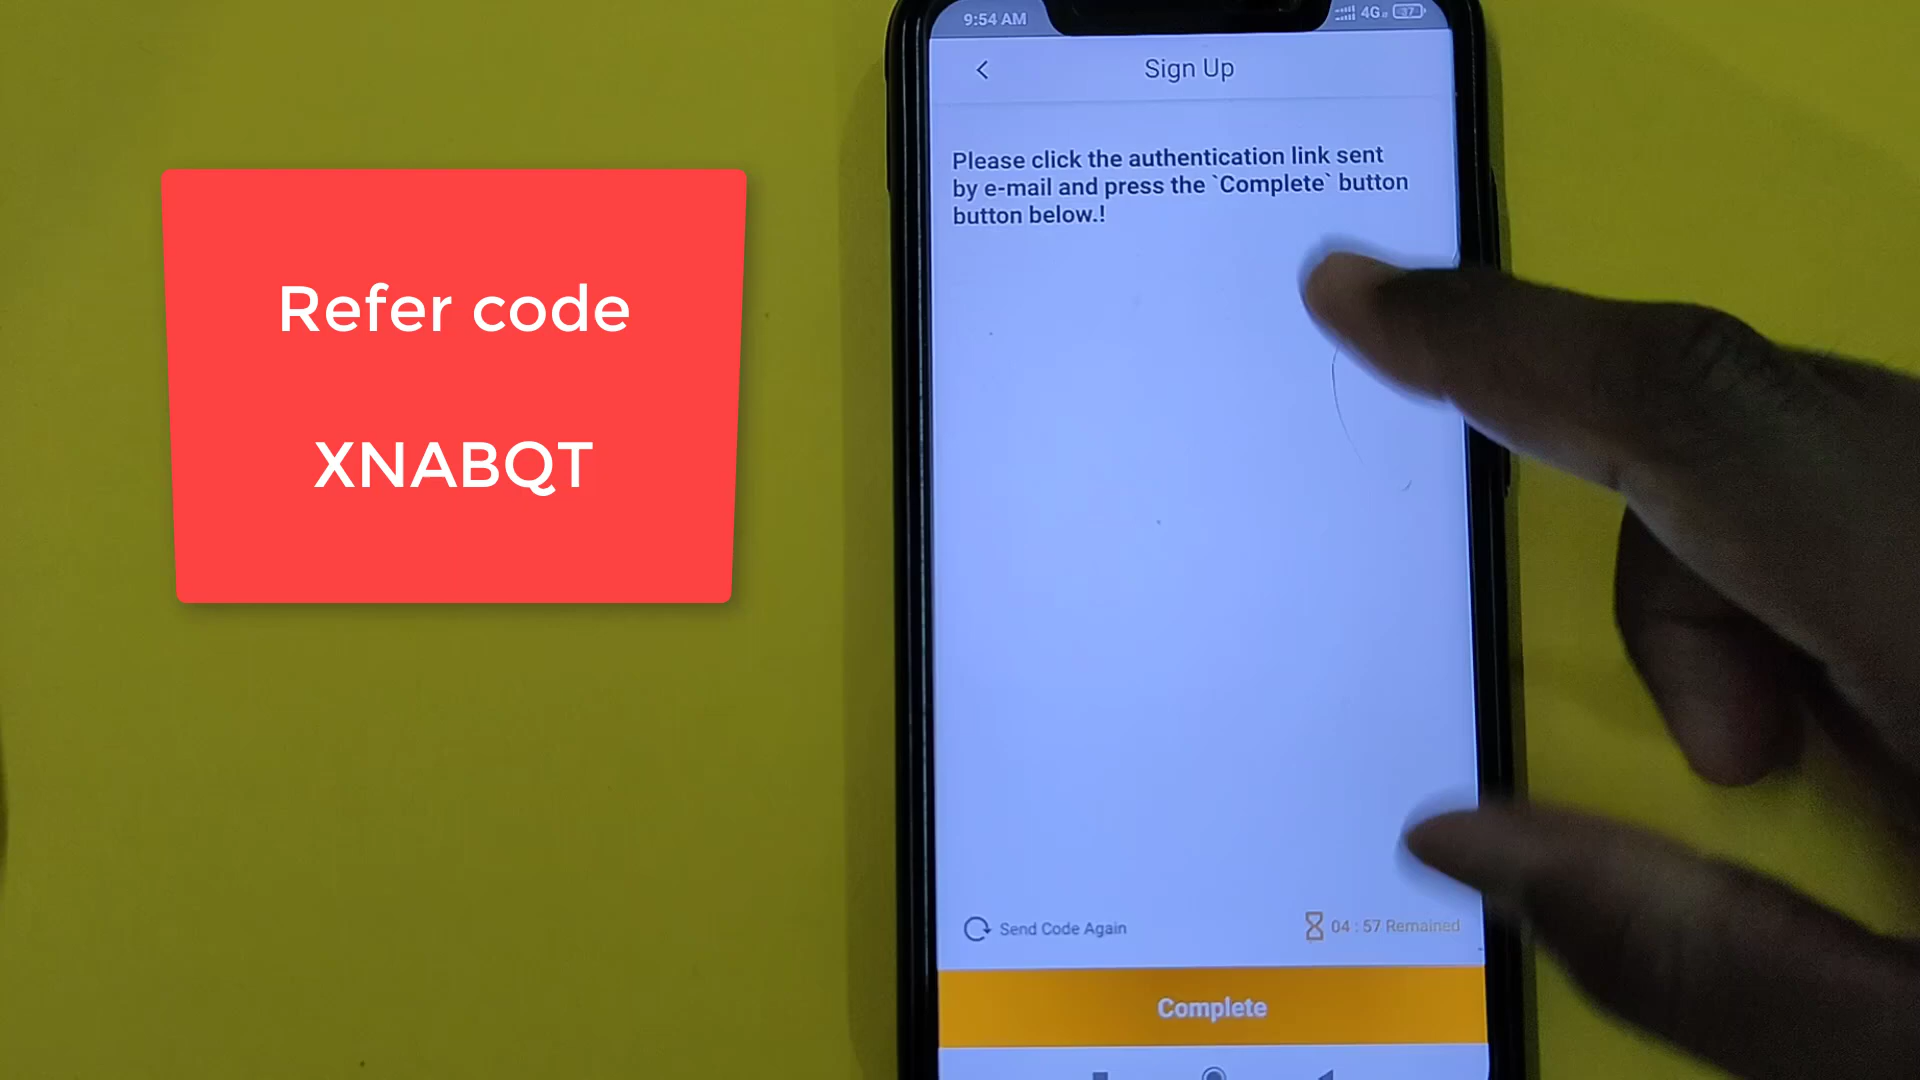 Refer code
XNABQT
9:54 AM
4G
37
Sign Up
Please click the authentication link sent
by e-mail and press the `Complete` button
button below.!
Send Code Again
04 : 57 Remained
Complete